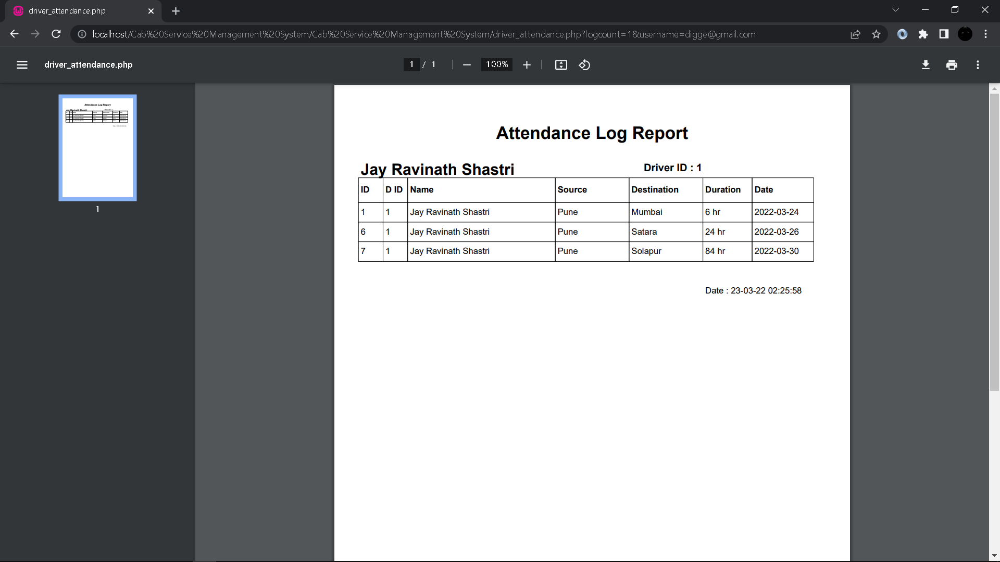 driver_attendance.php
localhost/Cab%20Service%20Management%20System/Cab%20Service%20Management%20System/driver_attendance.php?logcount=1&username=digge@gmail.com
driver_attendance.php 1 / 1 100%
1
Attendance Log Report
Jay Ravinath Shastri Driver ID : 1
ID D ID Name Source Destination Duration Date
1 1 Jay Ravinath Shastri Pune Mumbai 6 hr 2022-03-24
6 1 Jay Ravinath Shastri Pune Satara 24 hr 2022-03-26
7 1 Jay Ravinath Shastri Pune Solapur 84 hr 2022-03-30
Date : 23-03-22 02:25:58